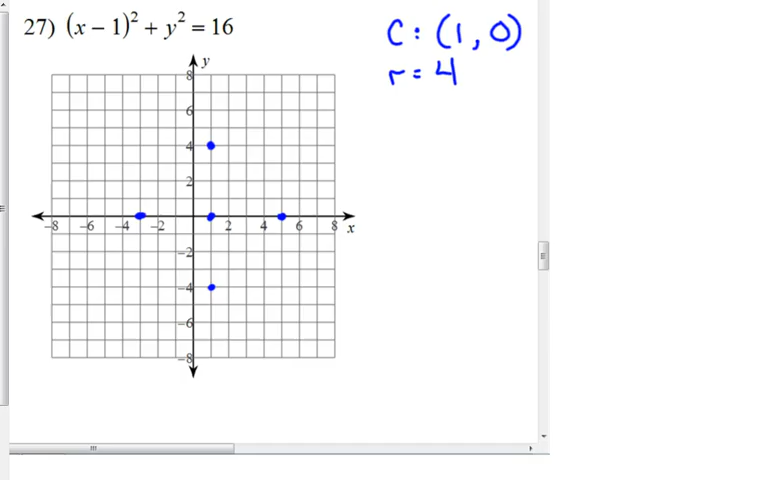 27) (x − 1)² + y² = 16
C: (1, 0)
r = 4
y
8
6
4
2
−8 −6 −4 −2 2 4 6 8 x
−2
−4
−6
−8